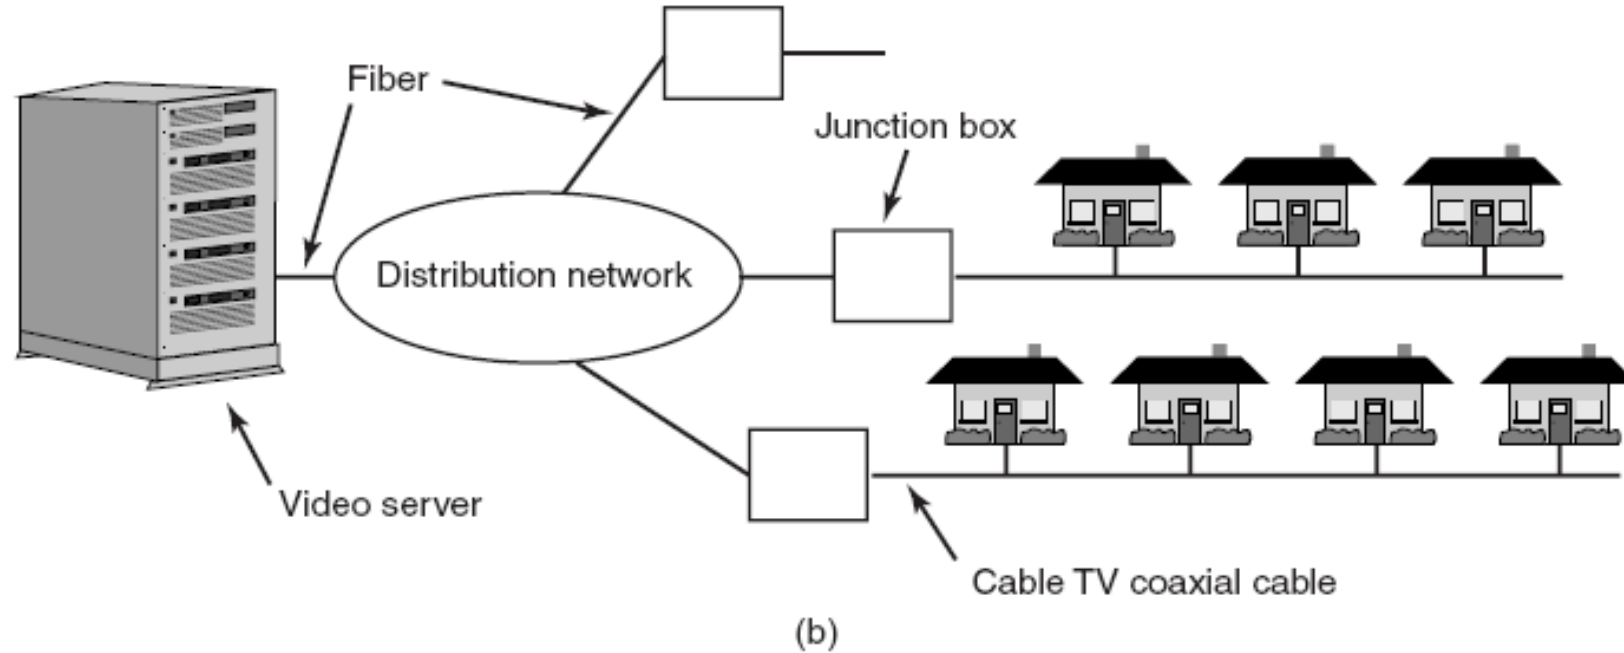 Fiber
Junction box
Distribution network
Video server
Cable TV coaxial cable
(b)